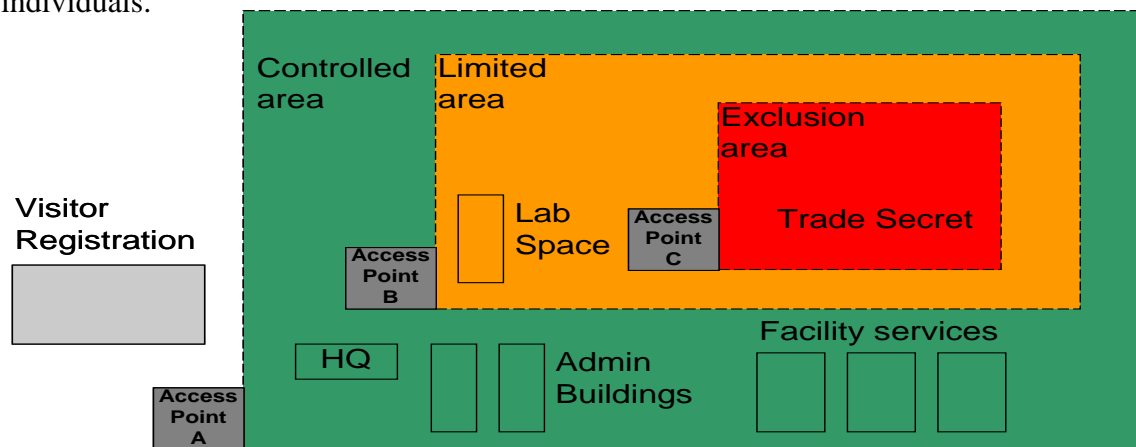 individuals.
Controlled
area
Limited
area
Exclusion
area
Trade Secret
Visitor
Registration
Lab
Space
Access
Point
C
Access
Point
B
Facility services
HQ
Admin
Buildings
Access
Point
A